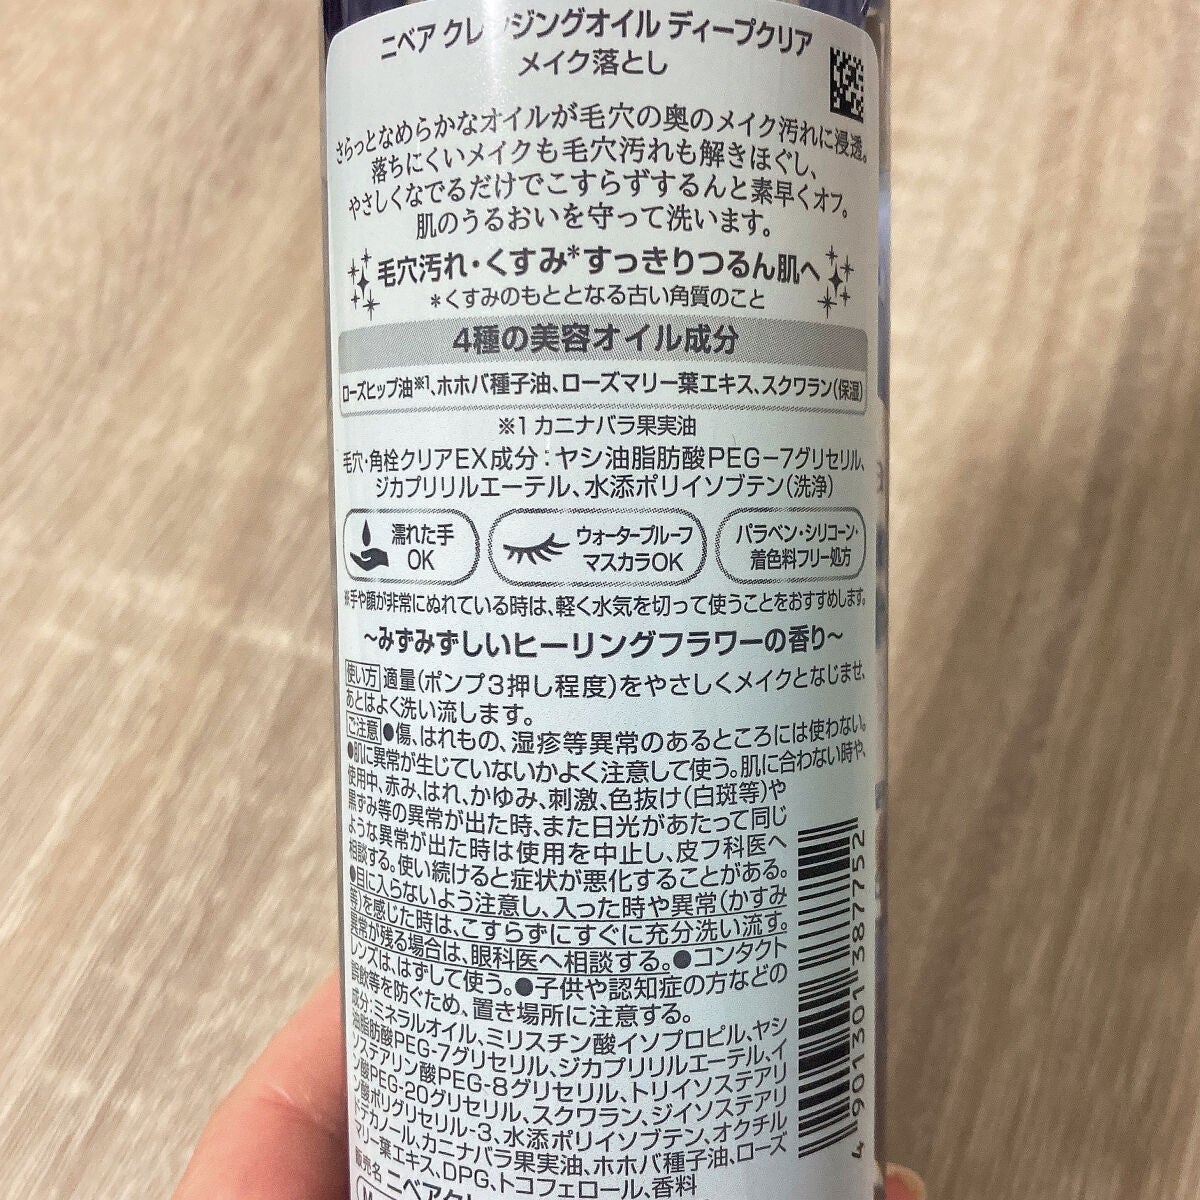 ニベア クレンジングオイル ディープクリア
メイク落とし
さらっとなめらかなオイルが毛穴の奥のメイク汚れに浸透。
落ちにくいメイクも毛穴汚れも解きほぐし、
やさしくなでるだけでこすらずするんと素早くオフ。
肌のうるおいを守って洗います。
毛穴汚れ・くすみ*すっきりつるん肌へ
*くすみのもととなる古い角質のこと
4種の美容オイル成分
ローズヒップ油※1、ホホバ種子油、ローズマリー葉エキス、スクワラン(保湿)
※1 カニナバラ果実油
毛穴・角栓クリアEX成分：ヤシ油脂肪酸PEG-7グリセリル、
ジカプリリルエーテル、水添ポリイソブテン(洗浄)
濡れた手
OK
ウォータープルーフ
マスカラOK
パラベン・シリコーン・
着色料フリー処方
※手や顔が非常にぬれている時は、軽く水気を切って使うことをおすすめします。
～みずみずしいヒーリングフラワーの香り～
使い方 適量(ポンプ3押し程度)をやさしくメイクとなじませ、
あとはよく洗い流します。
ご注意 ●傷、はれもの、湿疹等異常のあるところには使わない。
●肌に異常が生じていないかよく注意して使う。肌に合わない時や、
使用中、赤み、はれ、かゆみ、刺激、色抜け(白斑等)や
黒ずみ等の異常が出た時、また日光があたって同じ
ような異常が出た時は使用を中止し、皮フ科医へ
相談する。使い続けると症状が悪化することがある。
●目に入らないよう注意し、入った時や異常(かすみ
等)を感じた時は、こすらずにすぐに充分洗い流す。
異常が残る場合は、眼科医へ相談する。●コンタクト
レンズは、はずして使う。●子供や認知症の方などの
誤飲等を防ぐため、置き場所に注意する。
成分：ミネラルオイル、ミリスチン酸イソプロピル、ヤシ
油脂肪酸PEG-7グリセリル、ジカプリリルエーテル、イ
ソステアリン酸PEG-8グリセリル、トリイソステアリ
ン酸PEG-20グリセリル、スクワラン、ジイソステアリ
ン酸ポリグリセリル-3、水添ポリイソブテン、オクチル
ドデカノール、カニナバラ果実油、ホホバ種子油、ローズ
マリー葉エキス、DPG、トコフェロール、香料
販売名 ニベアクレ
4 901301 387752